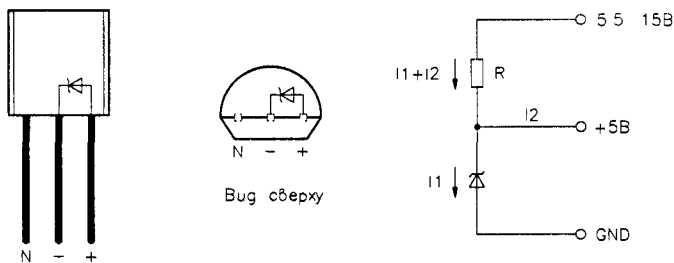 N – +
N – +
Вид сверху
5 5 15В
I1+I2
R
I2
+5В
I1
GND